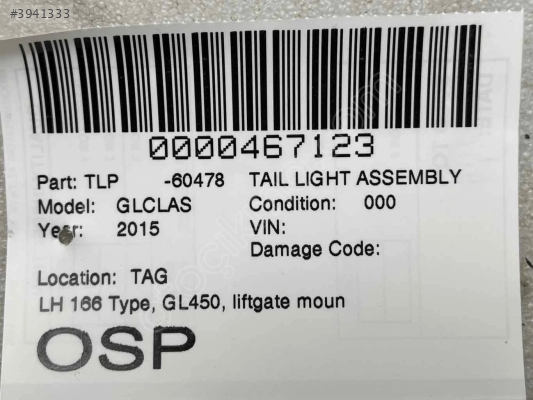 #3941333
0000467123
Part: TLP -60478 TAIL LIGHT ASSEMBLY
Model: GLCLAS Condition: 000
Year: 2015 VIN:
Damage Code:
Location: TAG
LH 166 Type, GL450, liftgate moun
OSP